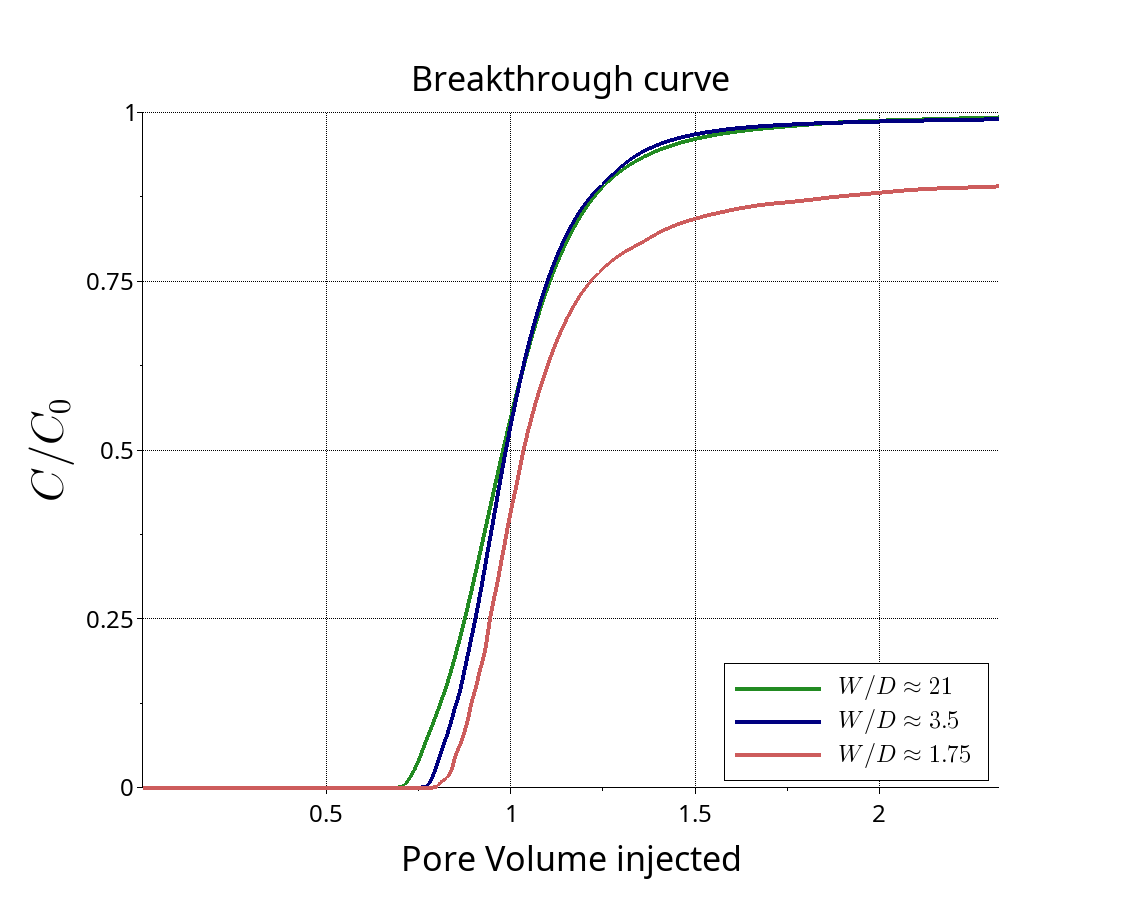 Breakthrough curve
C/C₀
1
0.75
0.5
0.25
0
0.5
1
1.5
2
Pore Volume injected
W/D ≈ 21
W/D ≈ 3.5
W/D ≈ 1.75